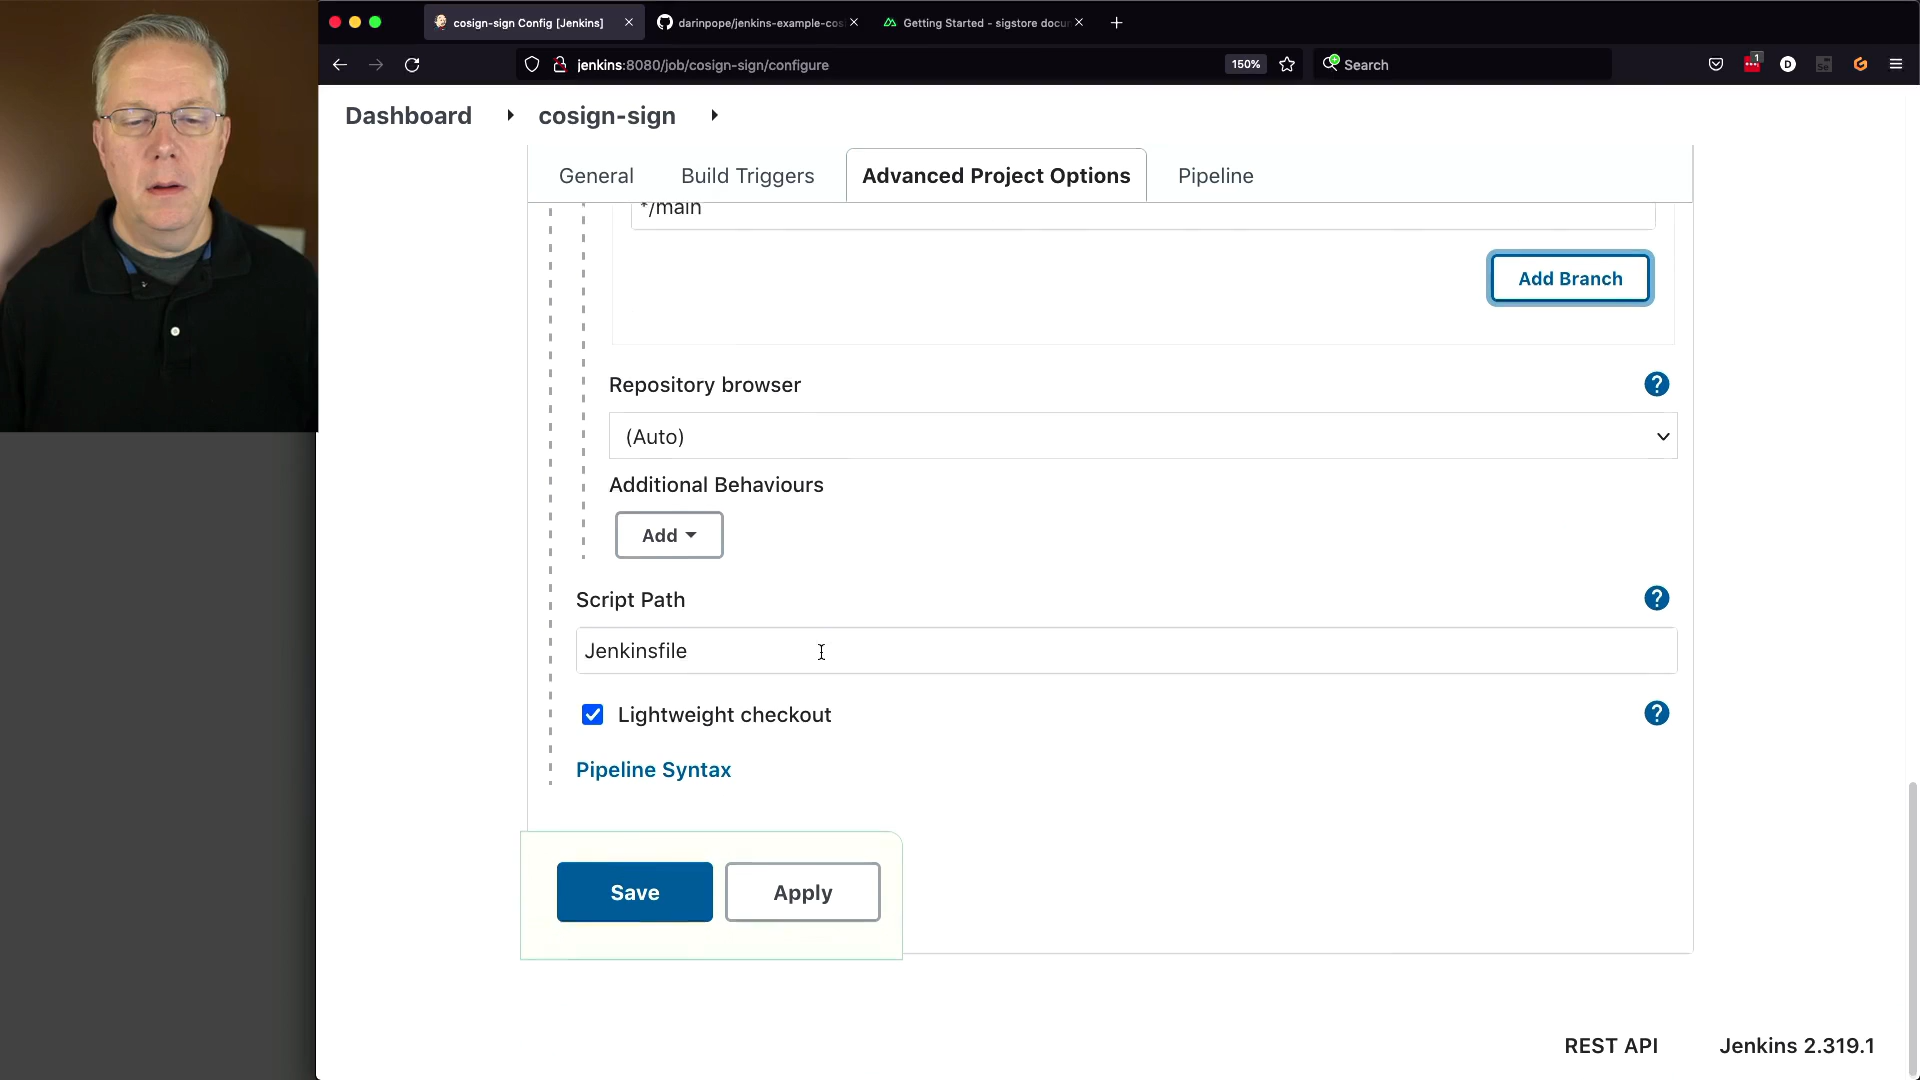 cosign-sign Config [Jenkins]
darinpope/jenkins-example-cos
Getting Started - sigstore docu
jenkins:8080/job/cosign-sign/configure
150%
Search
1
D
Dashboard
cosign-sign
General
Build Triggers
Advanced Project Options
Pipeline
*/main
Add Branch
Repository browser
?
(Auto)
Additional Behaviours
Add
Script Path
?
Jenkinsfile
Lightweight checkout
?
Pipeline Syntax
Save
Apply
REST API
Jenkins 2.319.1